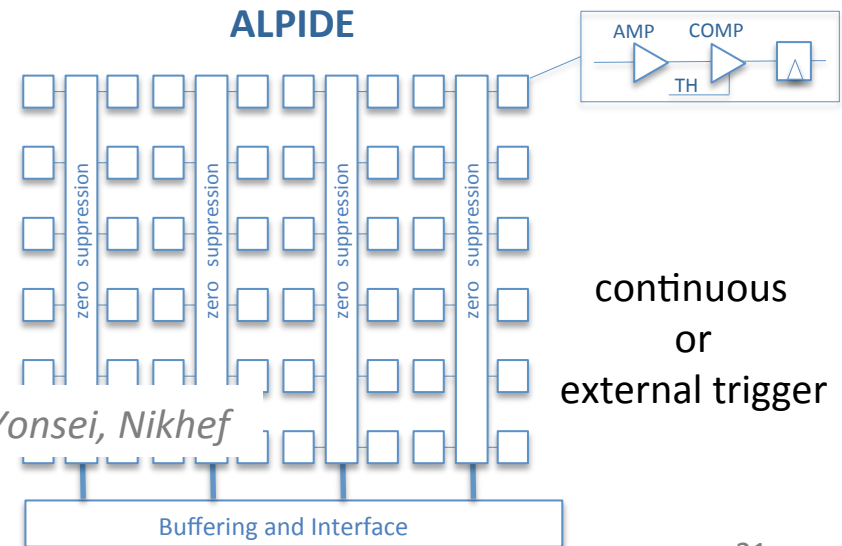 ALPIDE
AMP
COMP
TH
zero suppression
zero suppression
zero suppression
zero suppression
continuous
or
external trigger
Yonsei, Nikhef
Buffering and Interface